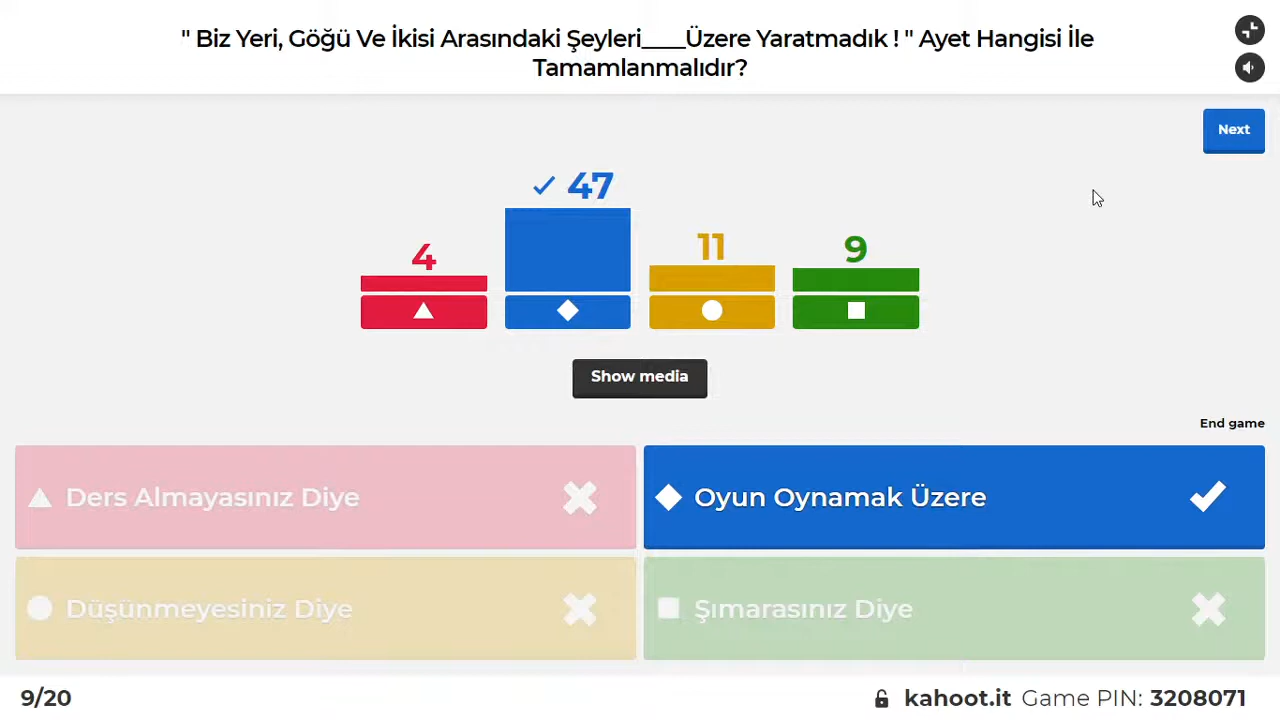 " Biz Yeri, Göğü Ve İkisi Arasındaki Şeyleri____Üzere Yaratmadık ! " Ayet Hangisi İle
Tamamlanmalıdır?
Next
47
4
11
9
Show media
End game
Ders Almayasınız Diye
Oyun Oynamak Üzere
Düşünmeyesiniz Diye
Şımarasınız Diye
9/20
kahoot.it Game PIN: 3208071